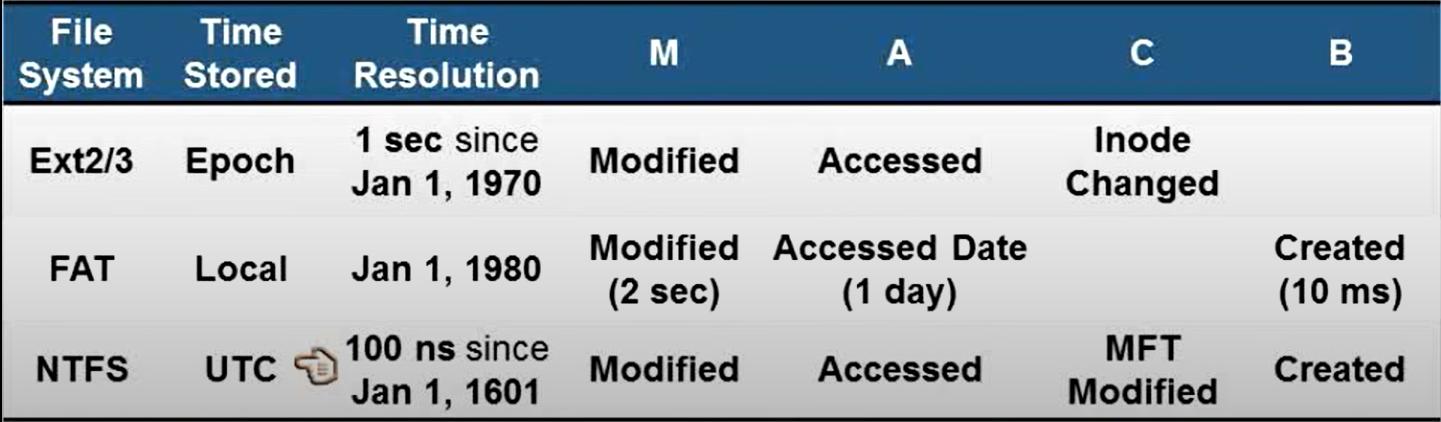 File System Time Stored Time Resolution M A C B
Ext2/3 Epoch 1 sec since Jan 1, 1970 Modified Accessed Inode Changed
FAT Local Jan 1, 1980 Modified (2 sec) Accessed Date (1 day) Created (10 ms)
NTFS UTC 100 ns since Jan 1, 1601 Modified Accessed MFT Modified Created